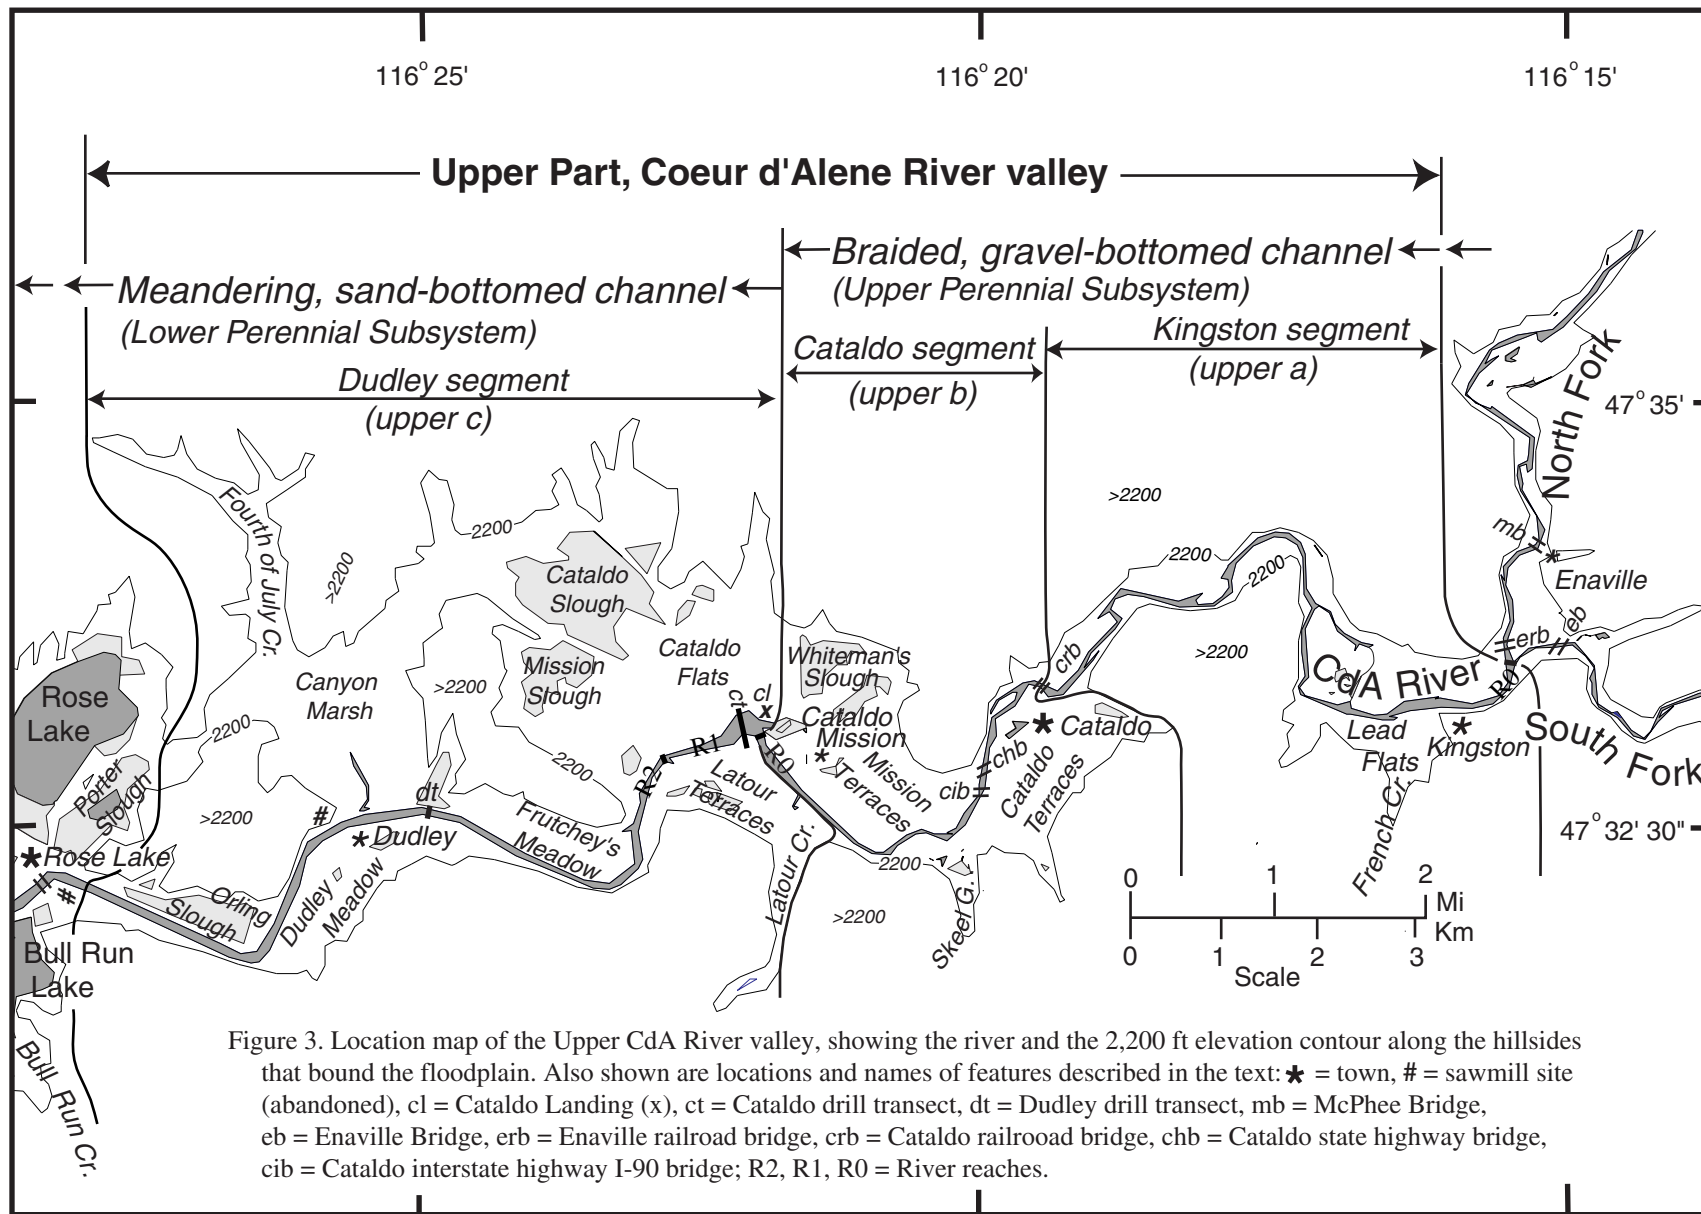 116° 25'
116° 20'
116° 15'
Upper Part, Coeur d'Alene River valley
Braided, gravel-bottomed channel
(Upper Perennial Subsystem)
Meandering, sand-bottomed channel
(Lower Perennial Subsystem)
Kingston segment
(upper a)
Cataldo segment
(upper b)
Dudley segment
(upper c)
47° 35'
North Fork
>2200
Fourth of July Cr.
>2200
2200
mb
*
Enaville
2200
2200
Cataldo
Slough
eb
erb
Cataldo
Flats
Whiteman's
Slough
crb
>2200
CdA River
R0
Rose
Lake
Canyon
Marsh
>2200
Mission
Slough
ct
cl
x
Cataldo
Mission
*
* Cataldo
Lead
Flats
*
Kingston
South Fork
2200
R1
R0
R2
2200
Latour
Terraces
Mission
Terraces
chb
cib
Cataldo
Terraces
Porter
Slough
>2200
#
dt
* Dudley
Frutchey's
Meadow
47° 32' 30"
* Rose Lake
#
Orling
Slough
Dudley
Meadow
Latour Cr.
2200
>2200
Skeel G.
French Cr.
0 1 2
Mi
Km
0 1 2 3
Scale
Bull Run
Lake
Bull Run Cr.
Figure 3. Location map of the Upper CdA River valley, showing the river and the 2,200 ft elevation contour along the hillsides
that bound the floodplain. Also shown are locations and names of features described in the text: * = town, # = sawmill site
(abandoned), cl = Cataldo Landing (x), ct = Cataldo drill transect, dt = Dudley drill transect, mb = McPhee Bridge,
eb = Enaville Bridge, erb = Enaville railroad bridge, crb = Cataldo railrooad bridge, chb = Cataldo state highway bridge,
cib = Cataldo interstate highway I-90 bridge; R2, R1, R0 = River reaches.